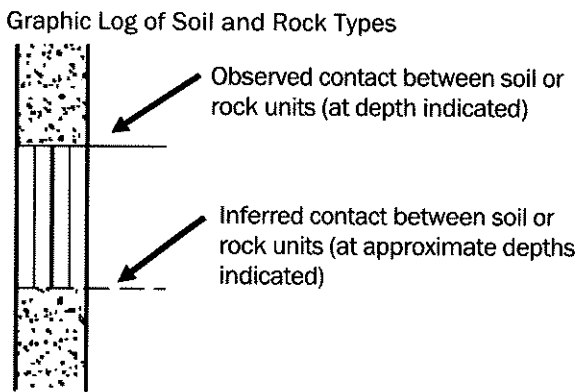 Graphic Log of Soil and Rock Types
Observed contact between soil or
rock units (at depth indicated)
Inferred contact between soil or
rock units (at approximate depths
indicated)